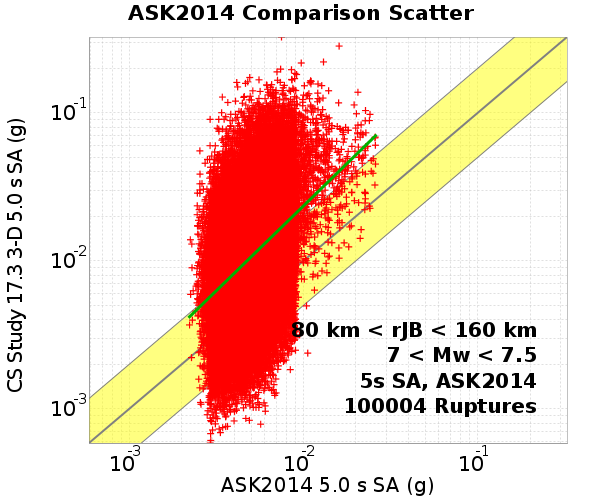 ASK2014 Comparison Scatter
CS Study 17.3 3-D 5.0 s SA (g)
10-1
10-2
10-3
80 km < rJB < 160 km
7 < Mw < 7.5
5s SA, ASK2014
100004 Ruptures
10-3
10-2
10-1
ASK2014 5.0 s SA (g)